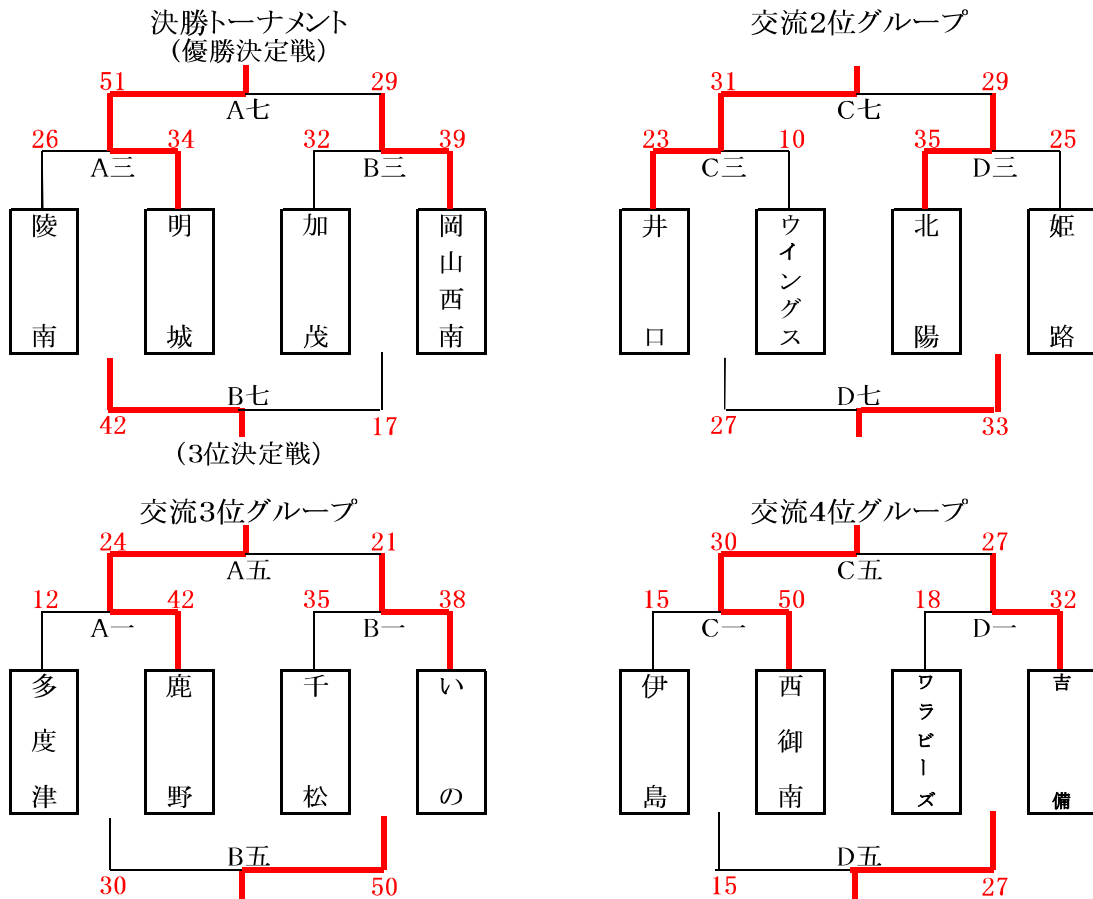 決勝トーナメント
(優勝決定戦)
51
29
A七
26
34
32
39
A三
B三
陵南
明城
加茂
岡山西南
B七
42
17
(3位決定戦)
交流2位グループ
31
29
C七
23
10
35
25
C三
D三
井口
ウイングス
北陽
姫路
D七
27
33
交流3位グループ
24
21
A五
12
42
35
38
A一
B一
多度津
鹿野
千松
いの
B五
30
50
交流4位グループ
30
27
C五
15
50
18
32
C一
D一
伊島
西御南
ワラビーズ
吉備
D五
15
27